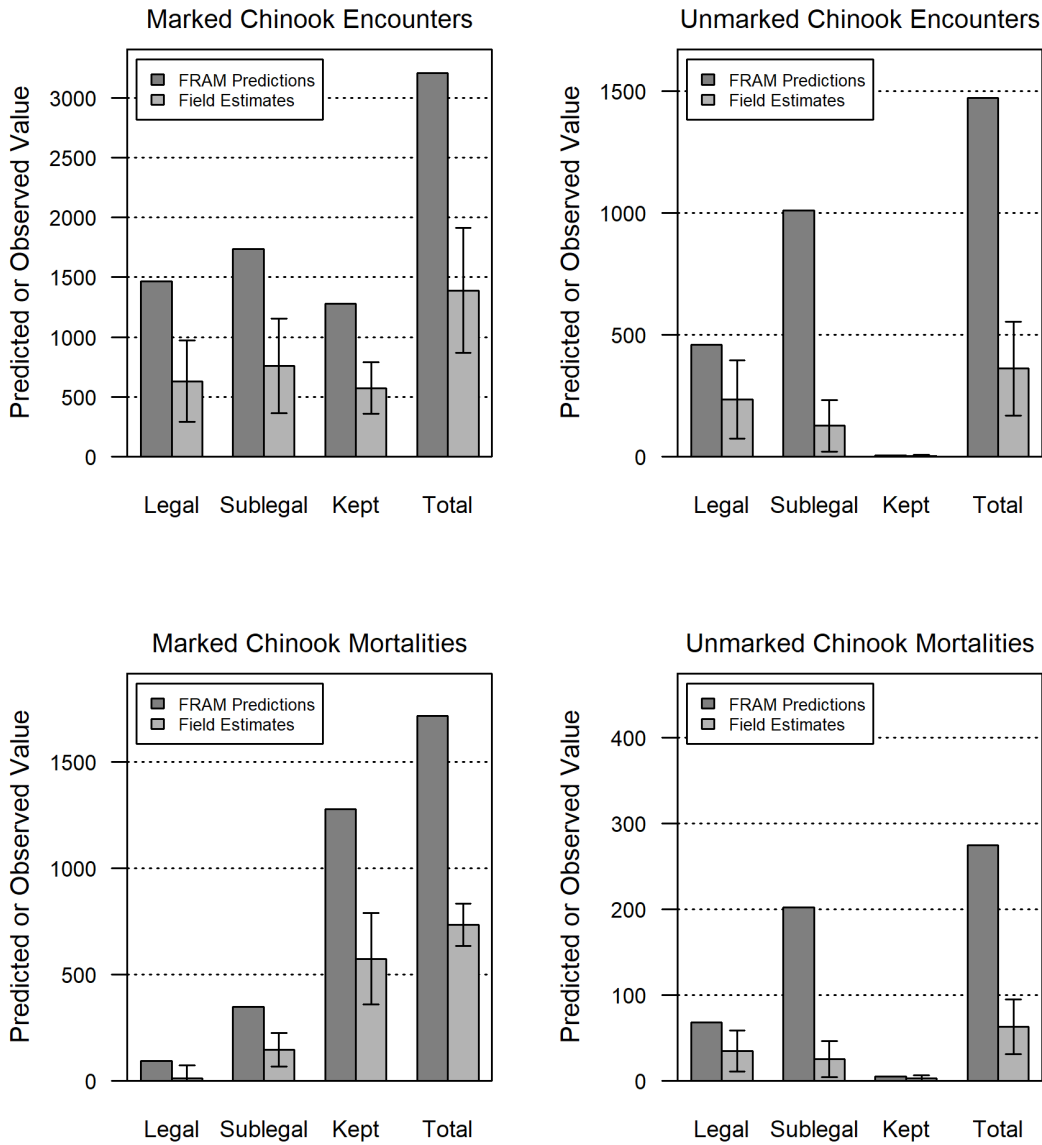 Marked Chinook Encounters
Predicted or Observed Value
FRAM Predictions
Field Estimates
3000
2500
2000
1500
1000
500
0
Legal Sublegal Kept Total
Unmarked Chinook Encounters
Predicted or Observed Value
FRAM Predictions
Field Estimates
1500
1000
500
0
Legal Sublegal Kept Total
Marked Chinook Mortalities
Predicted or Observed Value
FRAM Predictions
Field Estimates
1500
1000
500
0
Legal Sublegal Kept Total
Unmarked Chinook Mortalities
Predicted or Observed Value
FRAM Predictions
Field Estimates
400
300
200
100
0
Legal Sublegal Kept Total